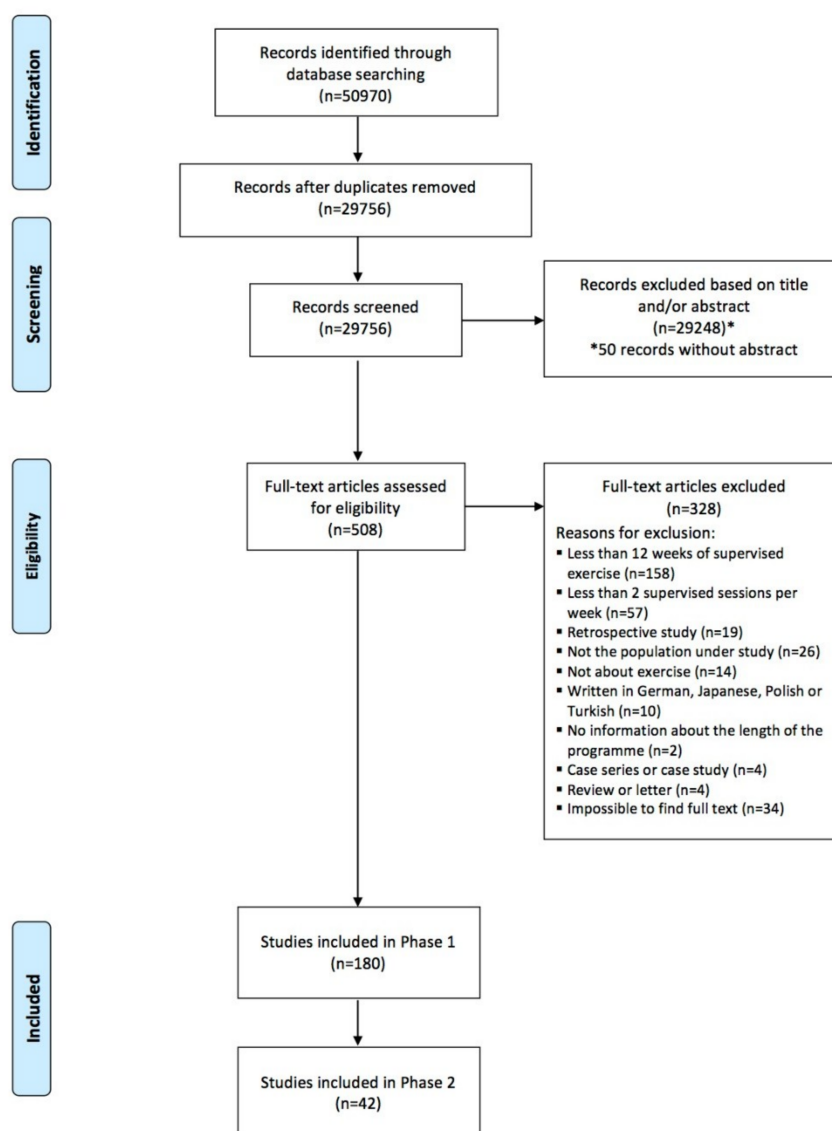 Identification
Records identified through
database searching
(n=50970)
Records after duplicates removed
(n=29756)
Screening
Records screened
(n=29756)
Records excluded based on title
and/or abstract
(n=29248)*
*50 records without abstract
Eligibility
Full-text articles assessed
for eligibility
(n=508)
Full-text articles excluded
(n=328)
Reasons for exclusion:
▪ Less than 12 weeks of supervised
exercise (n=158)
▪ Less than 2 supervised sessions per
week (n=57)
▪ Retrospective study (n=19)
▪ Not the population under study (n=26)
▪ Not about exercise (n=14)
▪ Written in German, Japanese, Polish or
Turkish (n=10)
▪ No information about the length of the
programme (n=2)
▪ Case series or case study (n=4)
▪ Review or letter (n=4)
▪ Impossible to find full text (n=34)
Included
Studies included in Phase 1
(n=180)
Studies included in Phase 2
(n=42)